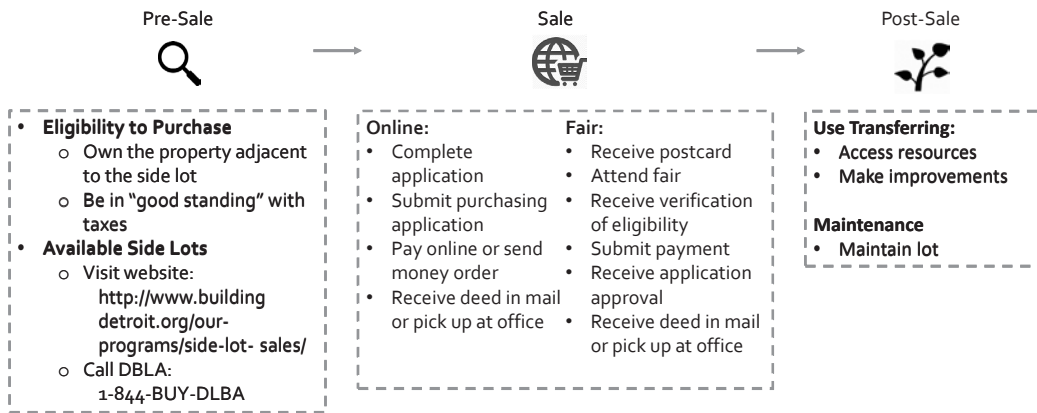 Pre-Sale
Sale
Post-Sale
• Eligibility to Purchase
o Own the property adjacent
to the side lot
o Be in “good standing” with
taxes
• Available Side Lots
o Visit website:
http://www.building
detroit.org/our-
programs/side-lot- sales/
o Call DBLA:
1-844-BUY-DLBA
Online:
• Complete
application
• Submit purchasing
application
• Pay online or send
money order
• Receive deed in mail
or pick up at office
Fair:
• Receive postcard
• Attend fair
• Receive verification
of eligibility
• Submit payment
• Receive application
approval
• Receive deed in mail
or pick up at office
Use Transferring:
• Access resources
• Make improvements
Maintenance
• Maintain lot